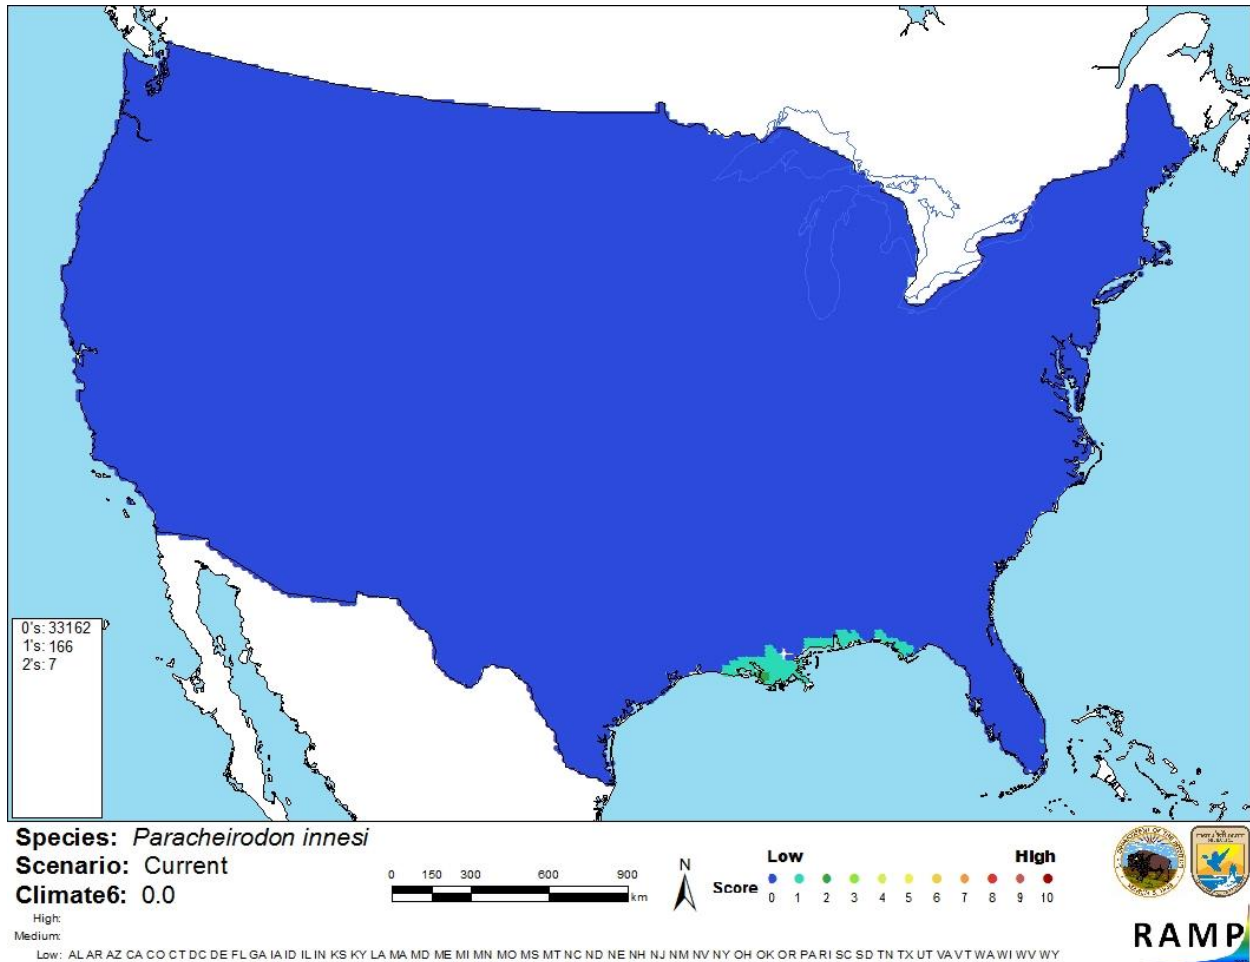 0's: 33162
1's: 166
2's: 7
Species: Paracheirodon innesi
Scenario: Current
Climate6: 0.0
High:
Medium:
Low: AL AR AZ CA CO CT DC DE FL GA IA ID IL IN KS KY LA MA MD ME MI MN MO MS MT NC ND NE NH NJ NM NV NY OH OK OR PA RI SC SD TN TX UT VA VT WA WI WV WY
0 150 300 600 900
km
N
Low High
Score
0 1 2 3 4 5 6 7 8 9 10
RAMP